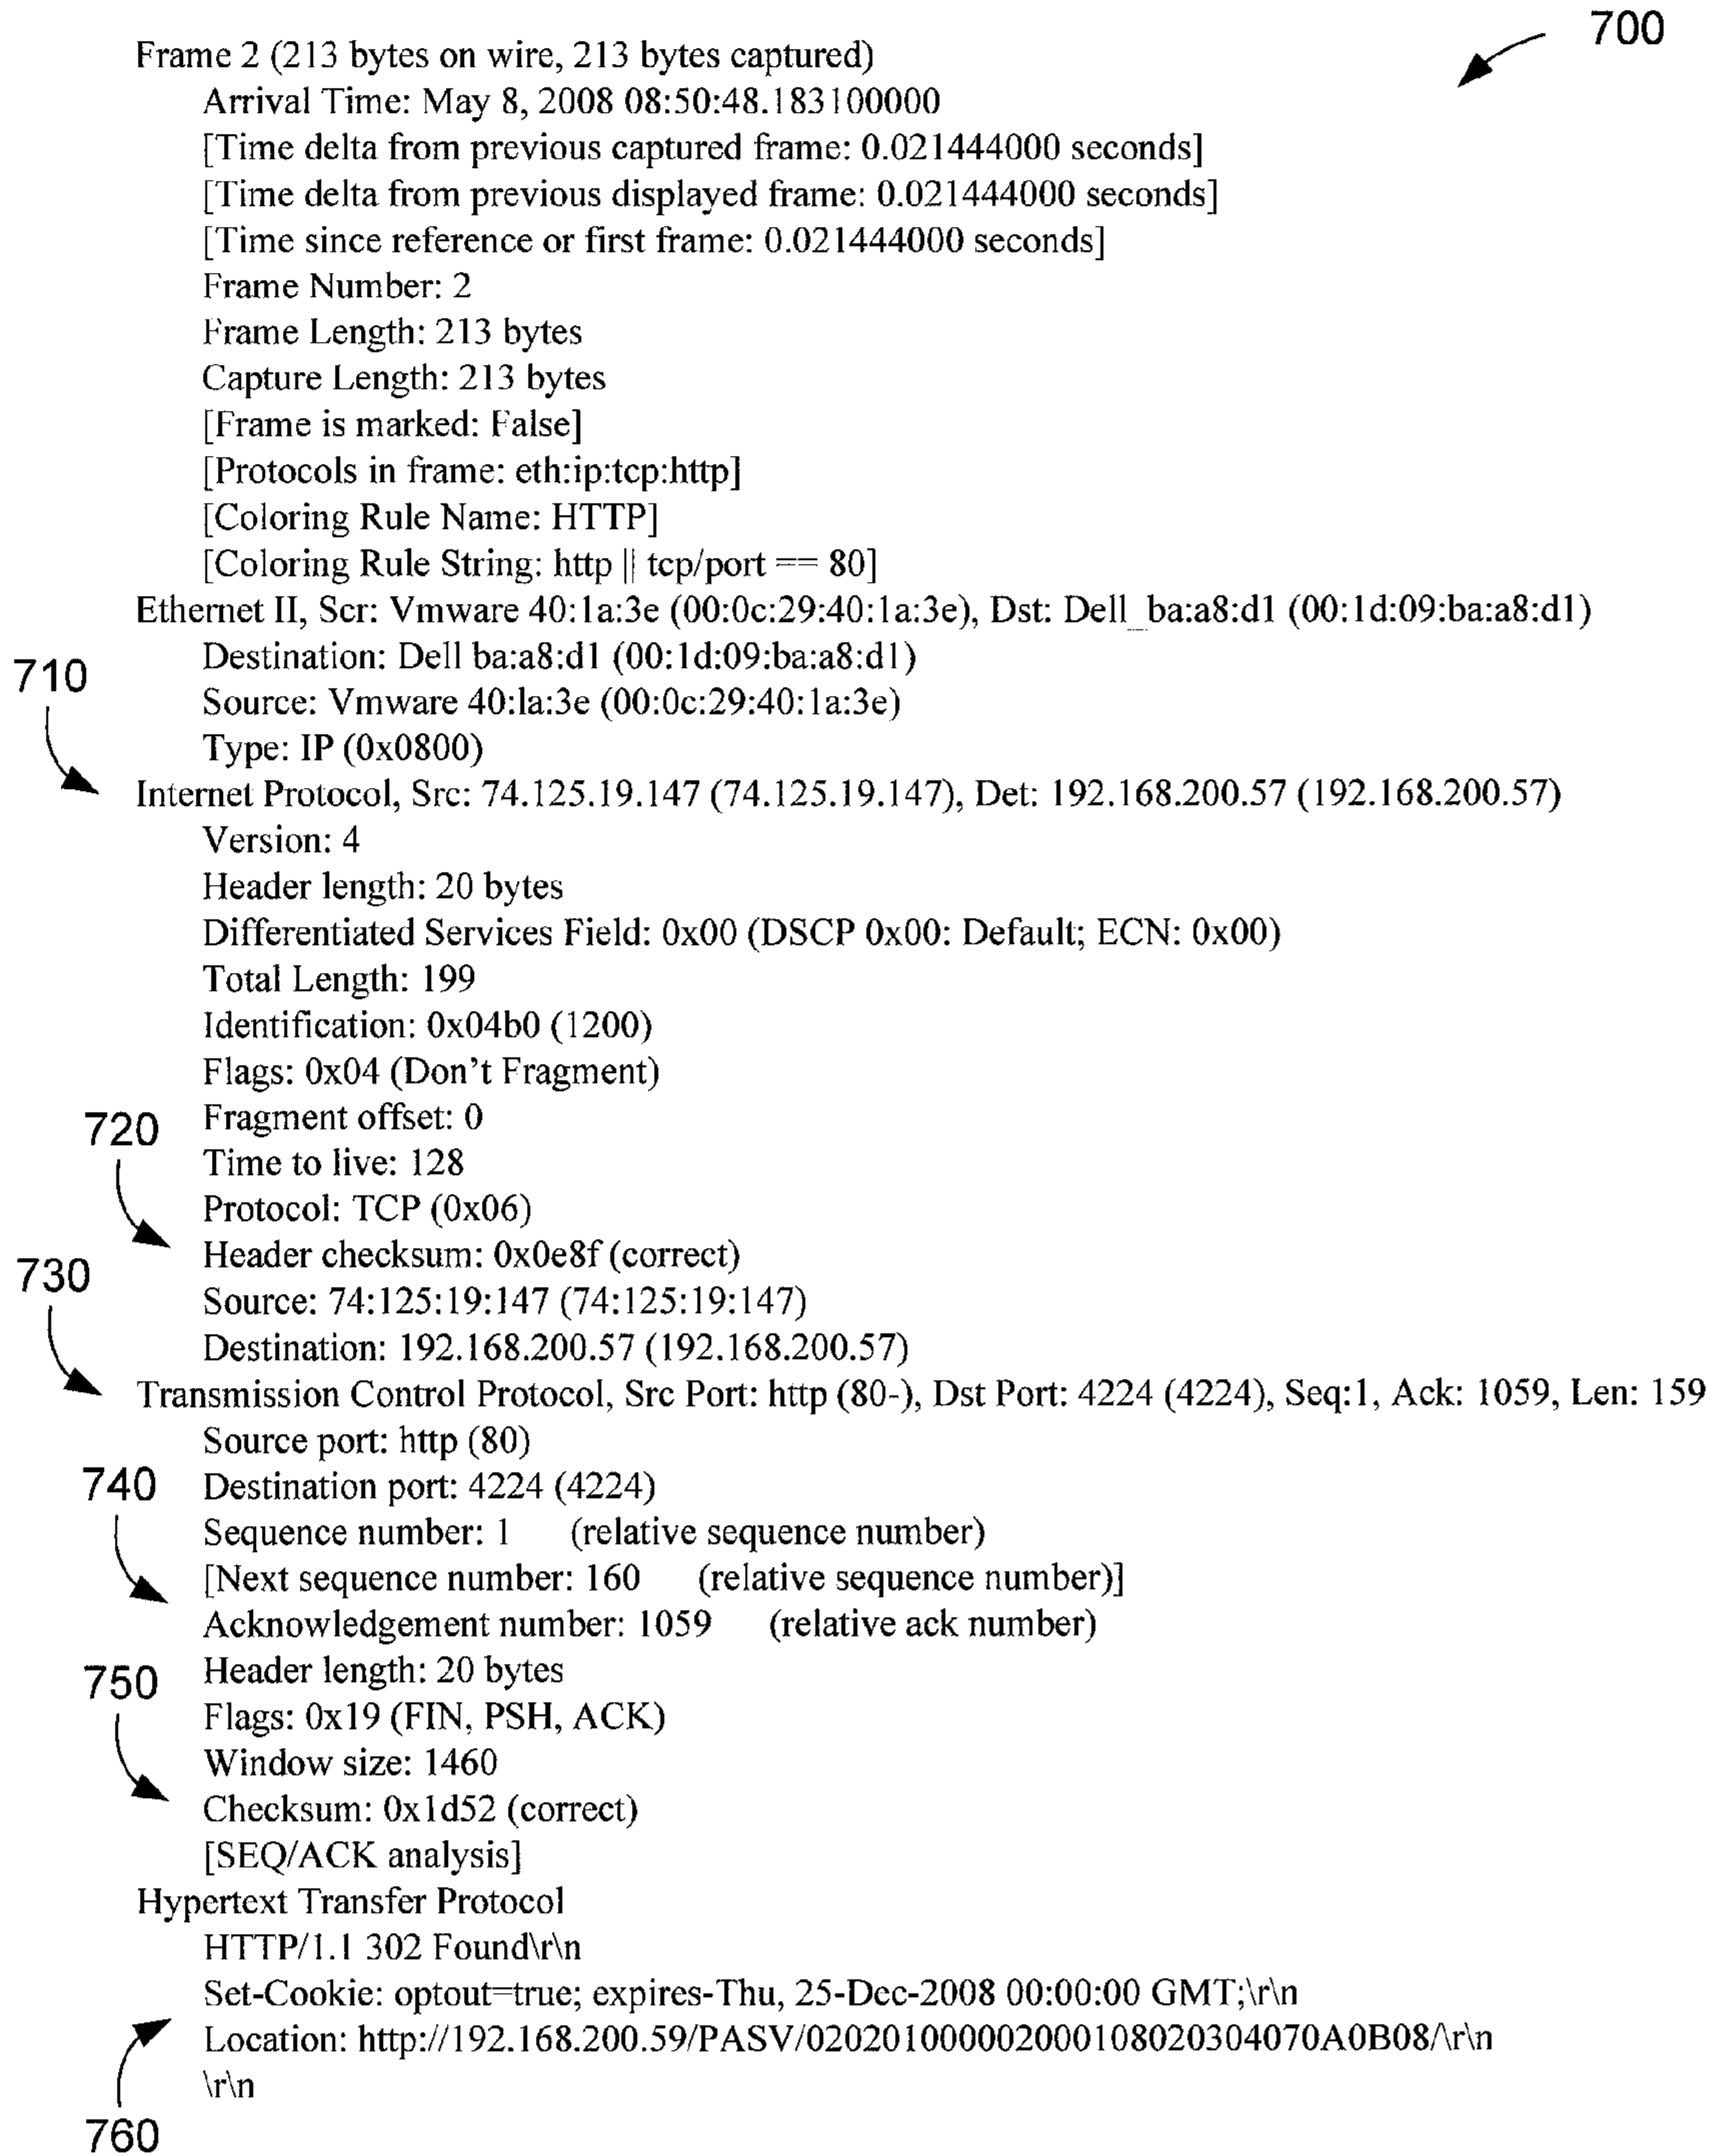 700
Frame 2 (213 bytes on wire, 213 bytes captured)
Arrival Time: May 8, 2008 08:50:48.183100000
[Time delta from previous captured frame: 0.021444000 seconds]
[Time delta from previous displayed frame: 0.021444000 seconds]
[Time since reference or first frame: 0.021444000 seconds]
Frame Number: 2
Frame Length: 213 bytes
Capture Length: 213 bytes
[Frame is marked: False]
[Protocols in frame: eth:ip:tcp:http]
[Coloring Rule Name: HTTP]
[Coloring Rule String: http || tcp/port == 80]
Ethernet II, Scr: Vmware 40:1a:3e (00:0c:29:40:1a:3e), Dst: Dell_ba:a8:d1 (00:1d:09:ba:a8:d1)
Destination: Dell ba:a8:d1 (00:1d:09:ba:a8:d1)
710
Source: Vmware 40:la:3e (00:0c:29:40:1a:3e)
Type: IP (0x0800)
Internet Protocol, Src: 74.125.19.147 (74.125.19.147), Det: 192.168.200.57 (192.168.200.57)
Version: 4
Header length: 20 bytes
Differentiated Services Field: 0x00 (DSCP 0x00: Default; ECN: 0x00)
Total Length: 199
Identification: 0x04b0 (1200)
Flags: 0x04 (Don't Fragment)
Fragment offset: 0
720
Time to live: 128
Protocol: TCP (0x06)
Header checksum: 0x0e8f (correct)
730
Source: 74:125:19:147 (74:125:19:147)
Destination: 192.168.200.57 (192.168.200.57)
Transmission Control Protocol, Src Port: http (80-), Dst Port: 4224 (4224), Seq:1, Ack: 1059, Len: 159
Source port: http (80)
740
Destination port: 4224 (4224)
Sequence number: 1 (relative sequence number)
[Next sequence number: 160 (relative sequence number)]
Acknowledgement number: 1059 (relative ack number)
750
Header length: 20 bytes
Flags: 0x19 (FIN, PSH, ACK)
Window size: 1460
Checksum: 0x1d52 (correct)
[SEQ/ACK analysis]
Hypertext Transfer Protocol
HTTP/1.1 302 Found\r\n
Set-Cookie: optout=true; expires-Thu, 25-Dec-2008 00:00:00 GMT;\r\n
Location: http://192.168.200.59/PASV/020201000002000108020304070A0B08/\r\n
\r\n
760